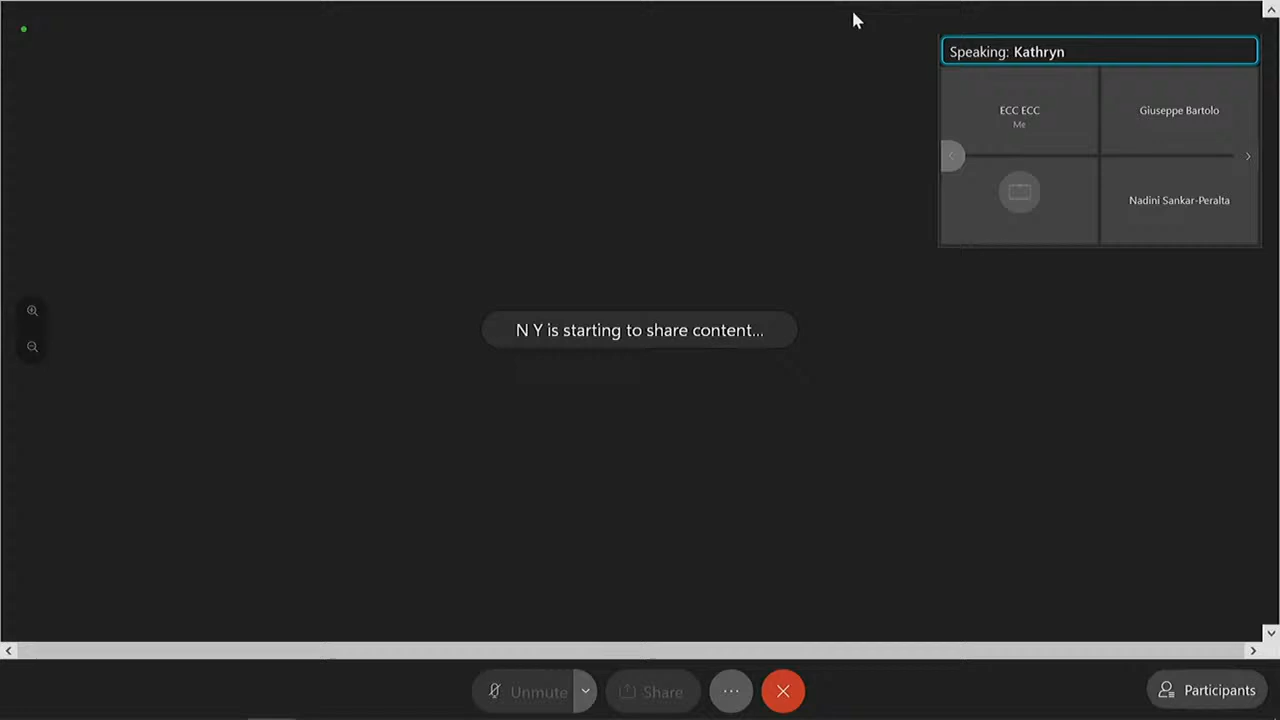 Speaking: Kathryn
ECC ECC
Me
Giuseppe Bartolo
Nadini Sankar-Peralta
N Y is starting to share content...
Unmute
Share
Participants